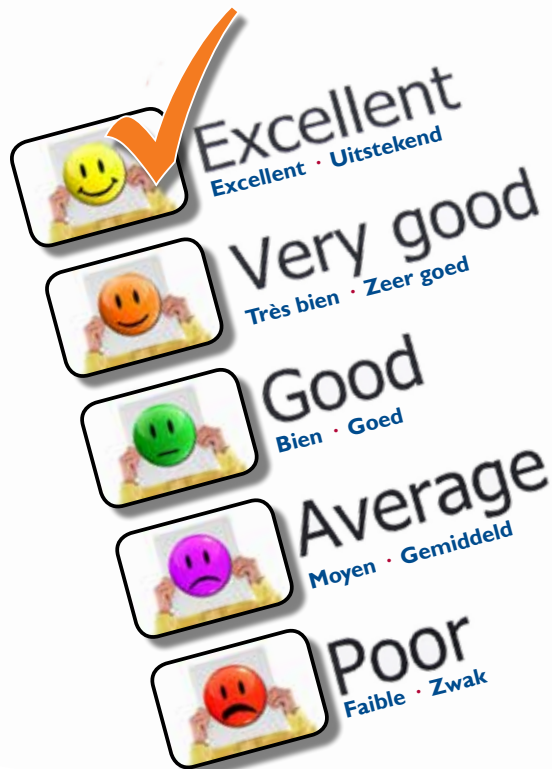 Excellent
Excellent · Uitstekend
Very good
Très bien · Zeer goed
Good
Bien · Goed
Average
Moyen · Gemiddeld
Poor
Faible · Zwak